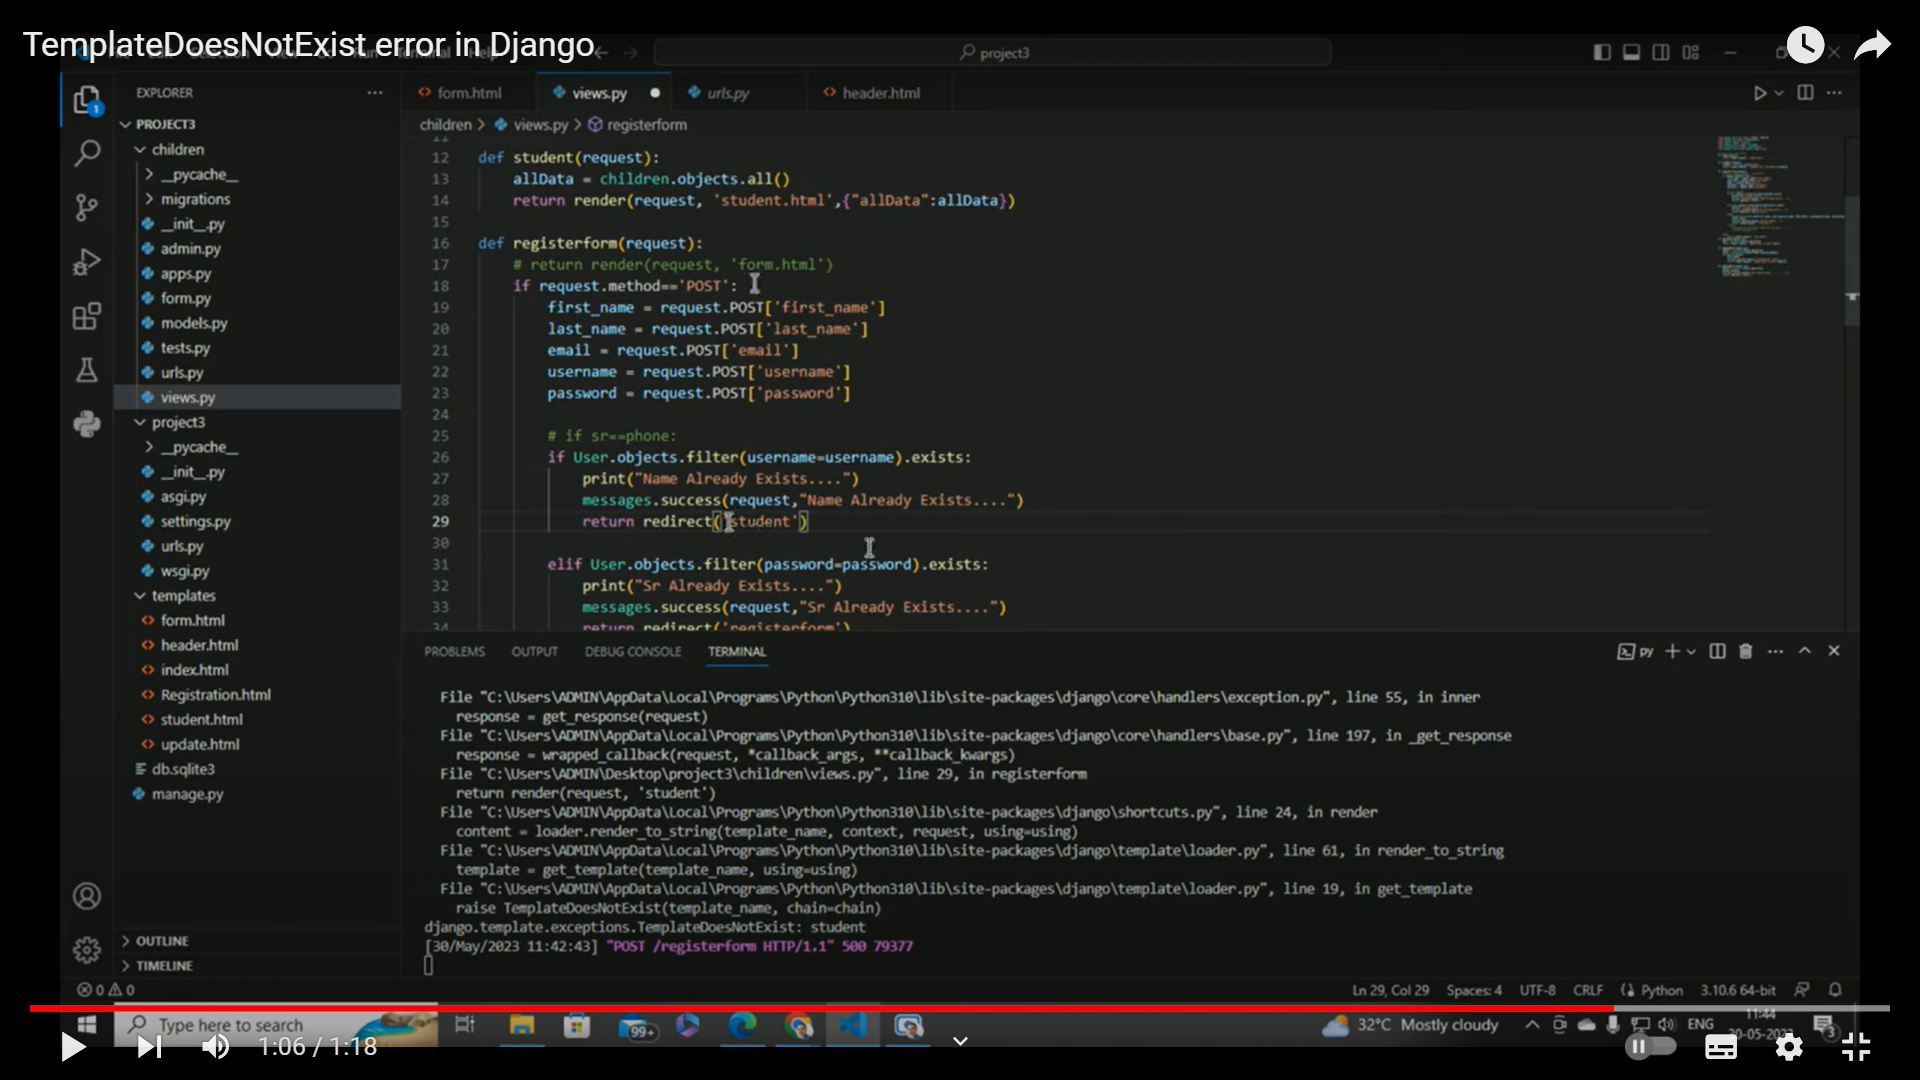 TemplateDoesNotExist error in Django
project3
EXPLORER
PROJECT3
children
__pycache__
migrations
__init__.py
admin.py
apps.py
form.py
models.py
tests.py
urls.py
views.py
project3
__pycache__
__init__.py
asgi.py
settings.py
urls.py
wsgi.py
templates
form.html
header.html
index.html
Registration.html
student.html
update.html
db.sqlite3
manage.py
OUTLINE
TIMELINE
form.html views.py urls.py header.html
children > views.py > registerform
11
12 def student(request):
13 allData = children.objects.all()
14 return render(request, 'student.html',{"allData":allData})
15
16 def registerform(request):
17 # return render(request, 'form.html')
18 if request.method=='POST':
19 first_name = request.POST['first_name']
20 last_name = request.POST['last_name']
21 email = request.POST['email']
22 username = request.POST['username']
23 password = request.POST['password']
24
25 # if sr==phone:
26 if User.objects.filter(username=username).exists:
27 print("Name Already Exists....")
28 messages.success(request,"Name Already Exists....")
29 return redirect('student')
30
31 elif User.objects.filter(password=password).exists:
32 print("Sr Already Exists....")
33 messages.success(request,"Sr Already Exists....")
34 return redirect('registerform')
PROBLEMS OUTPUT DEBUG CONSOLE TERMINAL
py
File "C:\Users\ADMIN\AppData\Local\Programs\Python\Python310\lib\site-packages\django\core\handlers\exception.py", line 55, in inner
response = get_response(request)
File "C:\Users\ADMIN\AppData\Local\Programs\Python\Python310\lib\site-packages\django\core\handlers\base.py", line 197, in _get_response
response = wrapped_callback(request, *callback_args, **callback_kwargs)
File "C:\Users\ADMIN\Desktop\project3\children\views.py", line 29, in registerform
return render(request, 'student')
File "C:\Users\ADMIN\AppData\Local\Programs\Python\Python310\lib\site-packages\django\shortcuts.py", line 24, in render
content = loader.render_to_string(template_name, context, request, using=using)
File "C:\Users\ADMIN\AppData\Local\Programs\Python\Python310\lib\site-packages\django\template\loader.py", line 61, in render_to_string
template = get_template(template_name, using=using)
File "C:\Users\ADMIN\AppData\Local\Programs\Python\Python310\lib\site-packages\django\template\loader.py", line 19, in get_template
raise TemplateDoesNotExist(template_name, chain=chain)
django.template.exceptions.TemplateDoesNotExist: student
[30/May/2023 11:42:43] "POST /registerform HTTP/1.1" 500 79377
0 0
Ln 29, Col 29 Spaces: 4 UTF-8 CRLF Python 3.10.6 64-bit
Type here to search
99+
32°C Mostly cloudy
ENG
11:44
3
1:06 / 1:18